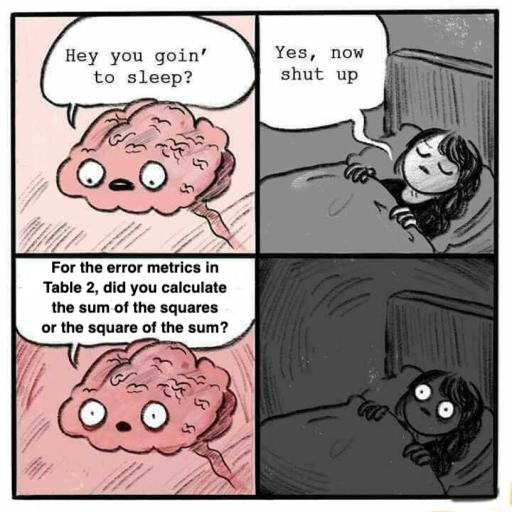 Hey you goin'
to sleep?
Yes, now
shut up
For the error metrics in
Table 2, did you calculate
the sum of the squares
or the square of the sum?